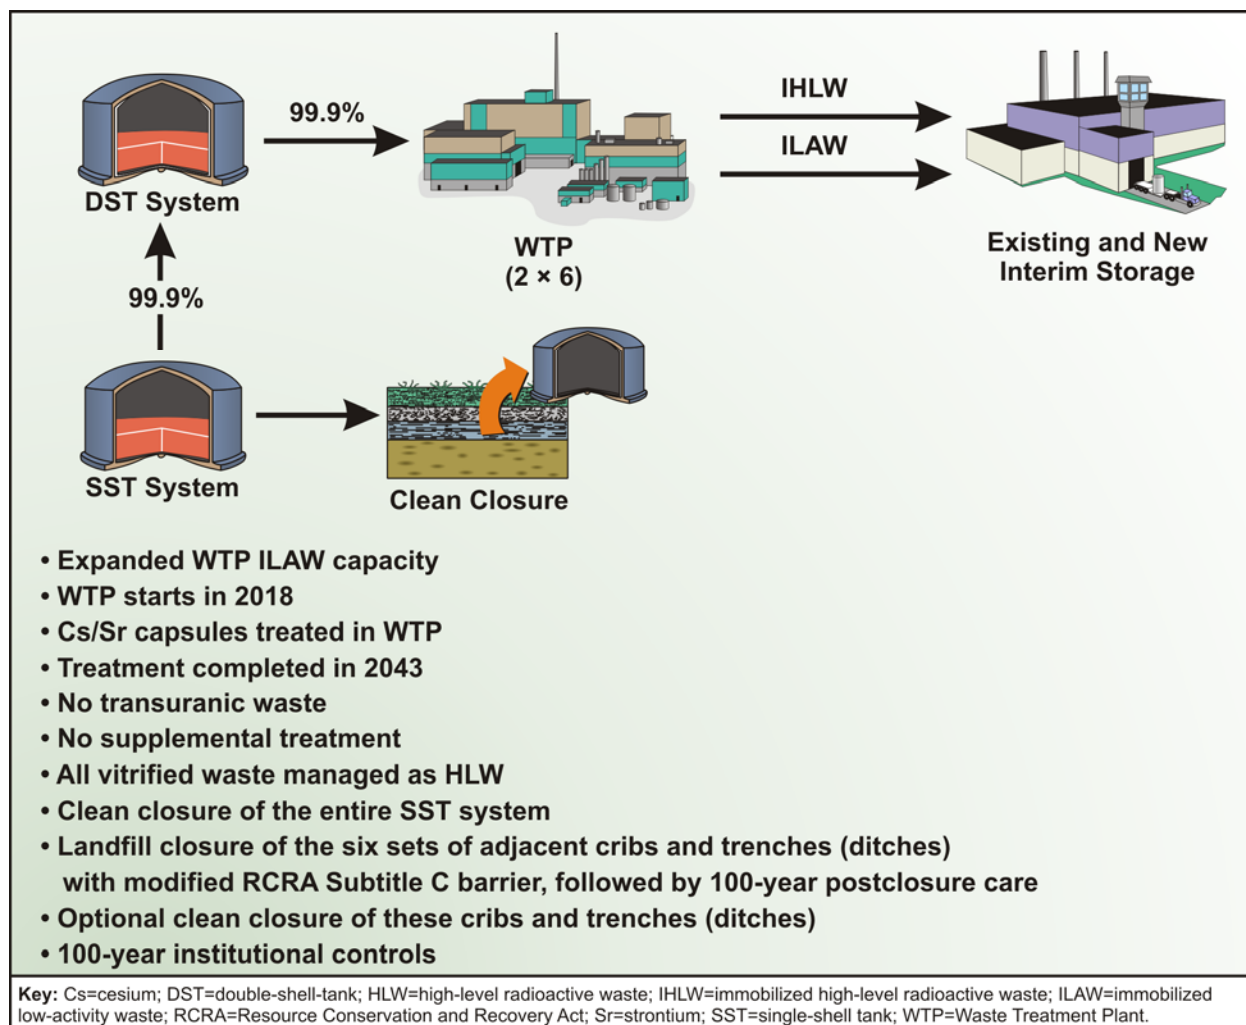 99.9%
IHLW
ILAW
DST System
WTP
(2 × 6)
Existing and New
Interim Storage
99.9%
SST System
Clean Closure
• Expanded WTP ILAW capacity
• WTP starts in 2018
• Cs/Sr capsules treated in WTP
• Treatment completed in 2043
• No transuranic waste
• No supplemental treatment
• All vitrified waste managed as HLW
• Clean closure of the entire SST system
• Landfill closure of the six sets of adjacent cribs and trenches (ditches)
with modified RCRA Subtitle C barrier, followed by 100-year postclosure care
• Optional clean closure of these cribs and trenches (ditches)
• 100-year institutional controls
Key: Cs=cesium; DST=double-shell-tank; HLW=high-level radioactive waste; IHLW=immobilized high-level radioactive waste; ILAW=immobilized
low-activity waste; RCRA=Resource Conservation and Recovery Act; Sr=strontium; SST=single-shell tank; WTP=Waste Treatment Plant.